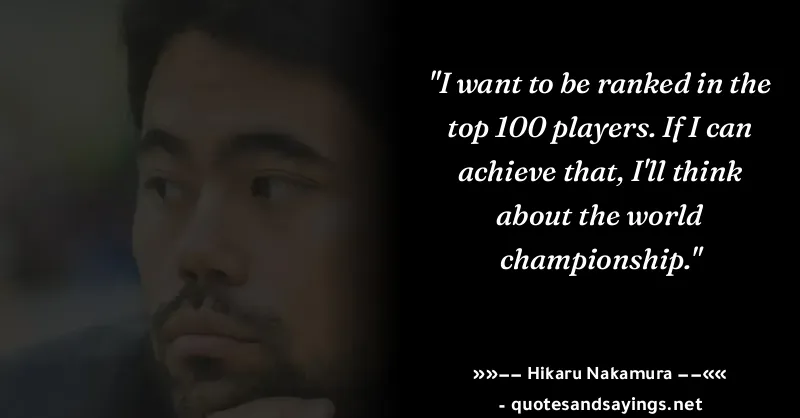 "I want to be ranked in the
top 100 players. If I can
achieve that, I'll think
about the world
championship."
»»−− Hikaru Nakamura −−««
- quotesandsayings.net